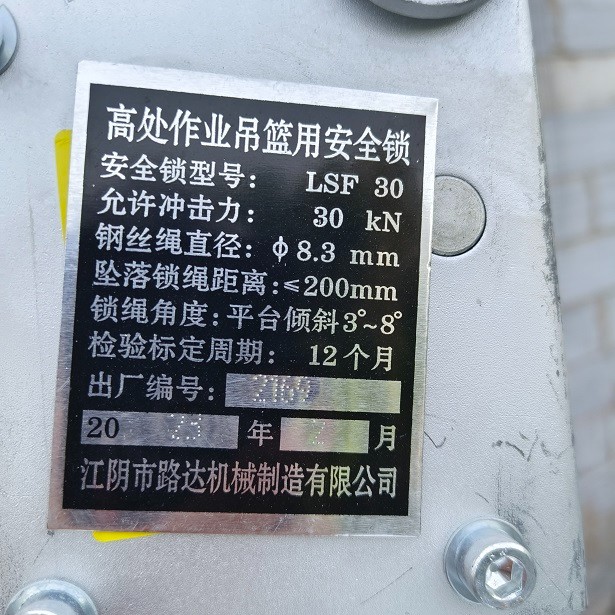 高处作业吊篮用安全锁
安全锁型号: LSF 30
允许冲击力: 30 kN
钢丝绳直径: ф8.3 mm
坠落锁绳距离:≤200mm
锁绳角度:平台倾斜3°~8°
检验标定周期: 12个月
出厂编号: 2169
20 23 年 2 月
江阴市路达机械制造有限公司